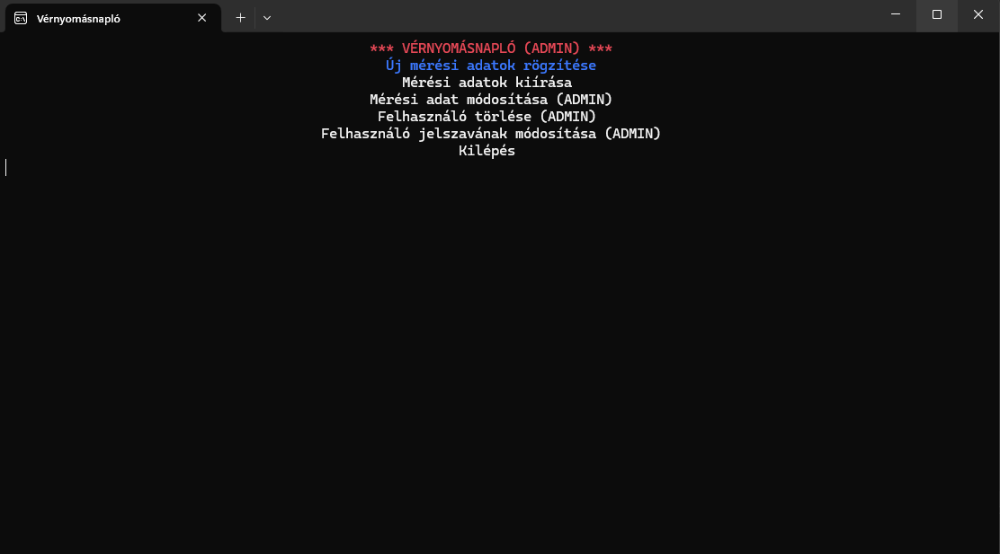 Vérnyomásnapló
*** VÉRNYOMÁSNAPLÓ (ADMIN) ***
Új mérési adatok rögzítése
Mérési adatok kiírása
Mérési adat módosítása (ADMIN)
Felhasználó törlése (ADMIN)
Felhasználó jelszavának módosítása (ADMIN)
Kilépés